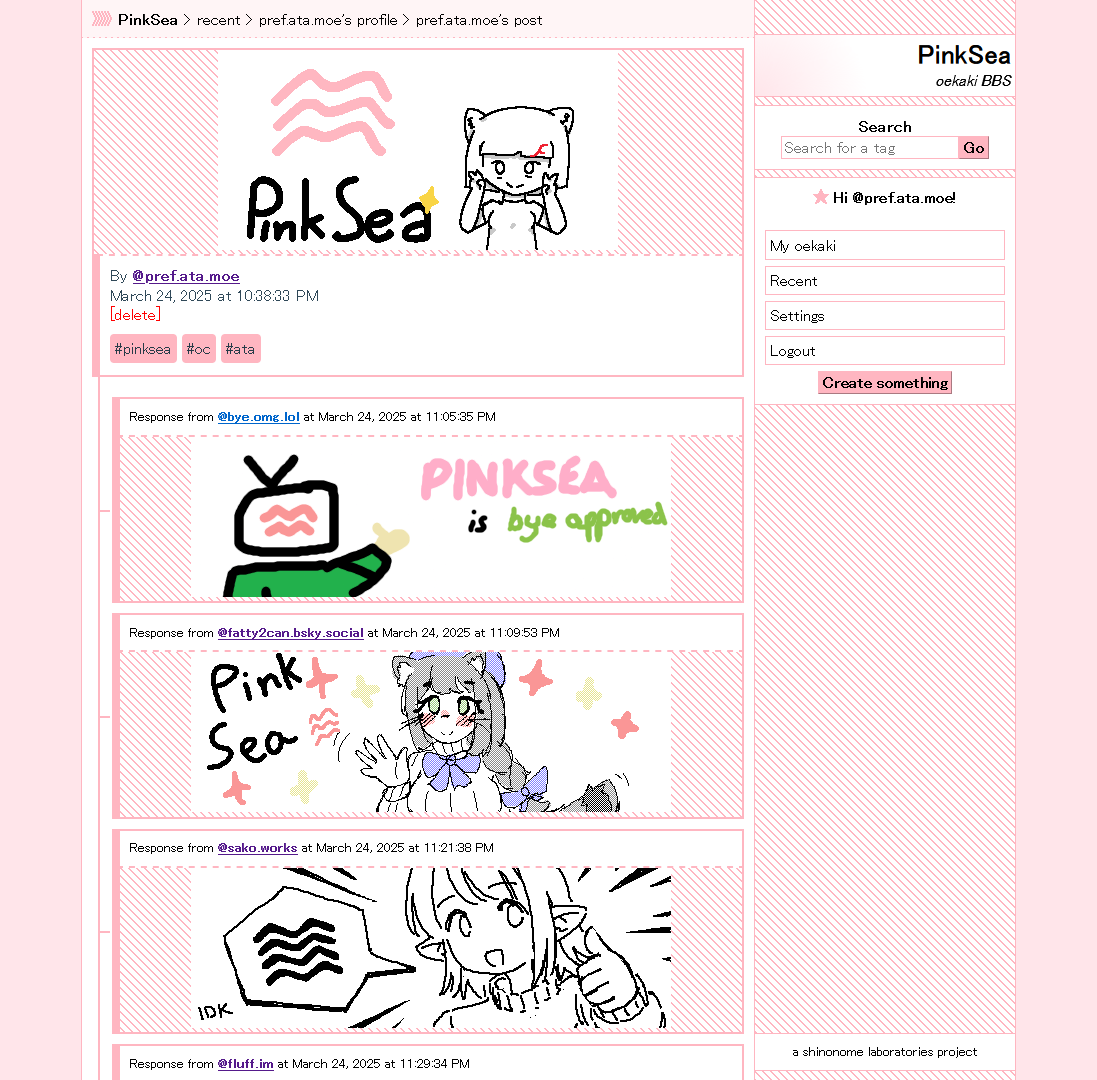 PinkSea > recent > pref.ata.moe's profile > pref.ata.moe's post
PinkSea
By @pref.ata.moe
March 24, 2025 at 10:38:33 PM
[delete]
#pinksea #oc #ata
Response from @bye.omg.lol at March 24, 2025 at 11:05:35 PM
PINKSEA
is bye approved
Response from @fatty2can.bsky.social at March 24, 2025 at 11:09:53 PM
Pink
Sea
Response from @sako.works at March 24, 2025 at 11:21:38 PM
IDK
Response from @fluff.im at March 24, 2025 at 11:29:34 PM
PinkSea
oekaki BBS
Search
Search for a tag Go
Hi @pref.ata.moe!
My oekaki
Recent
Settings
Logout
Create something
a shinonome laboratories project